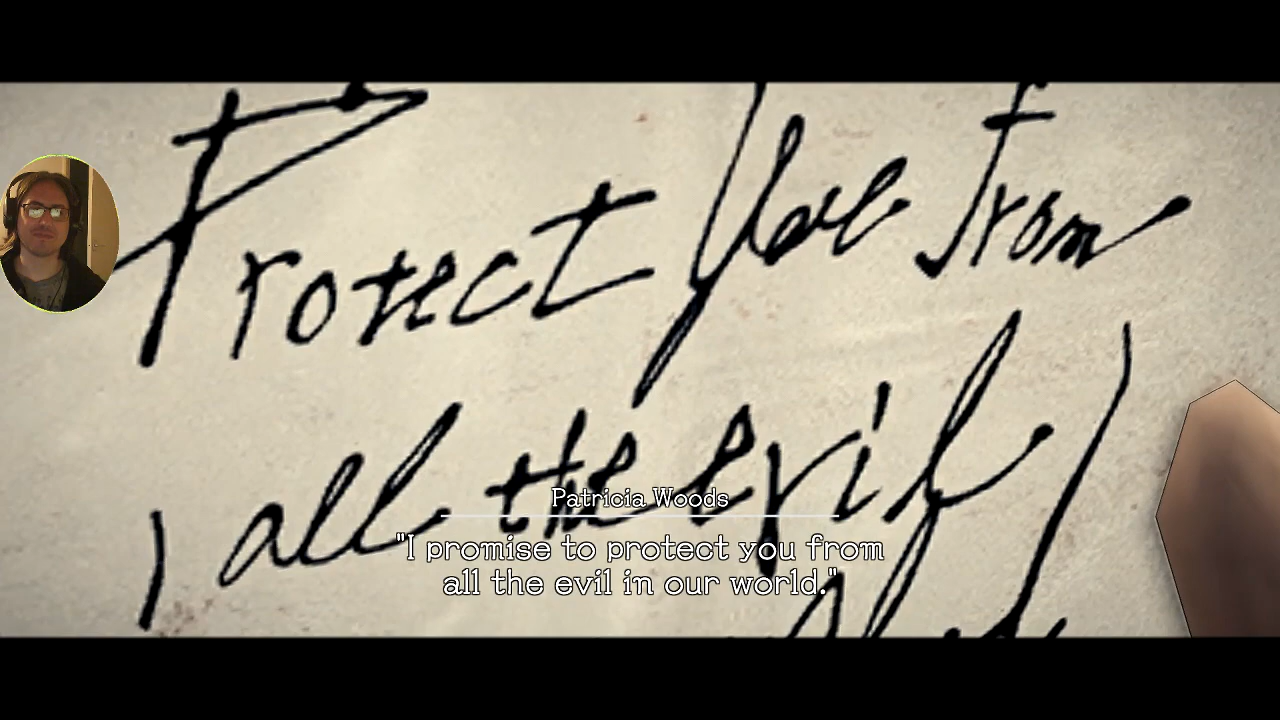 Protect you from
all the evil
Patricia Woods
"I promise to protect you from
all the evil in our world."